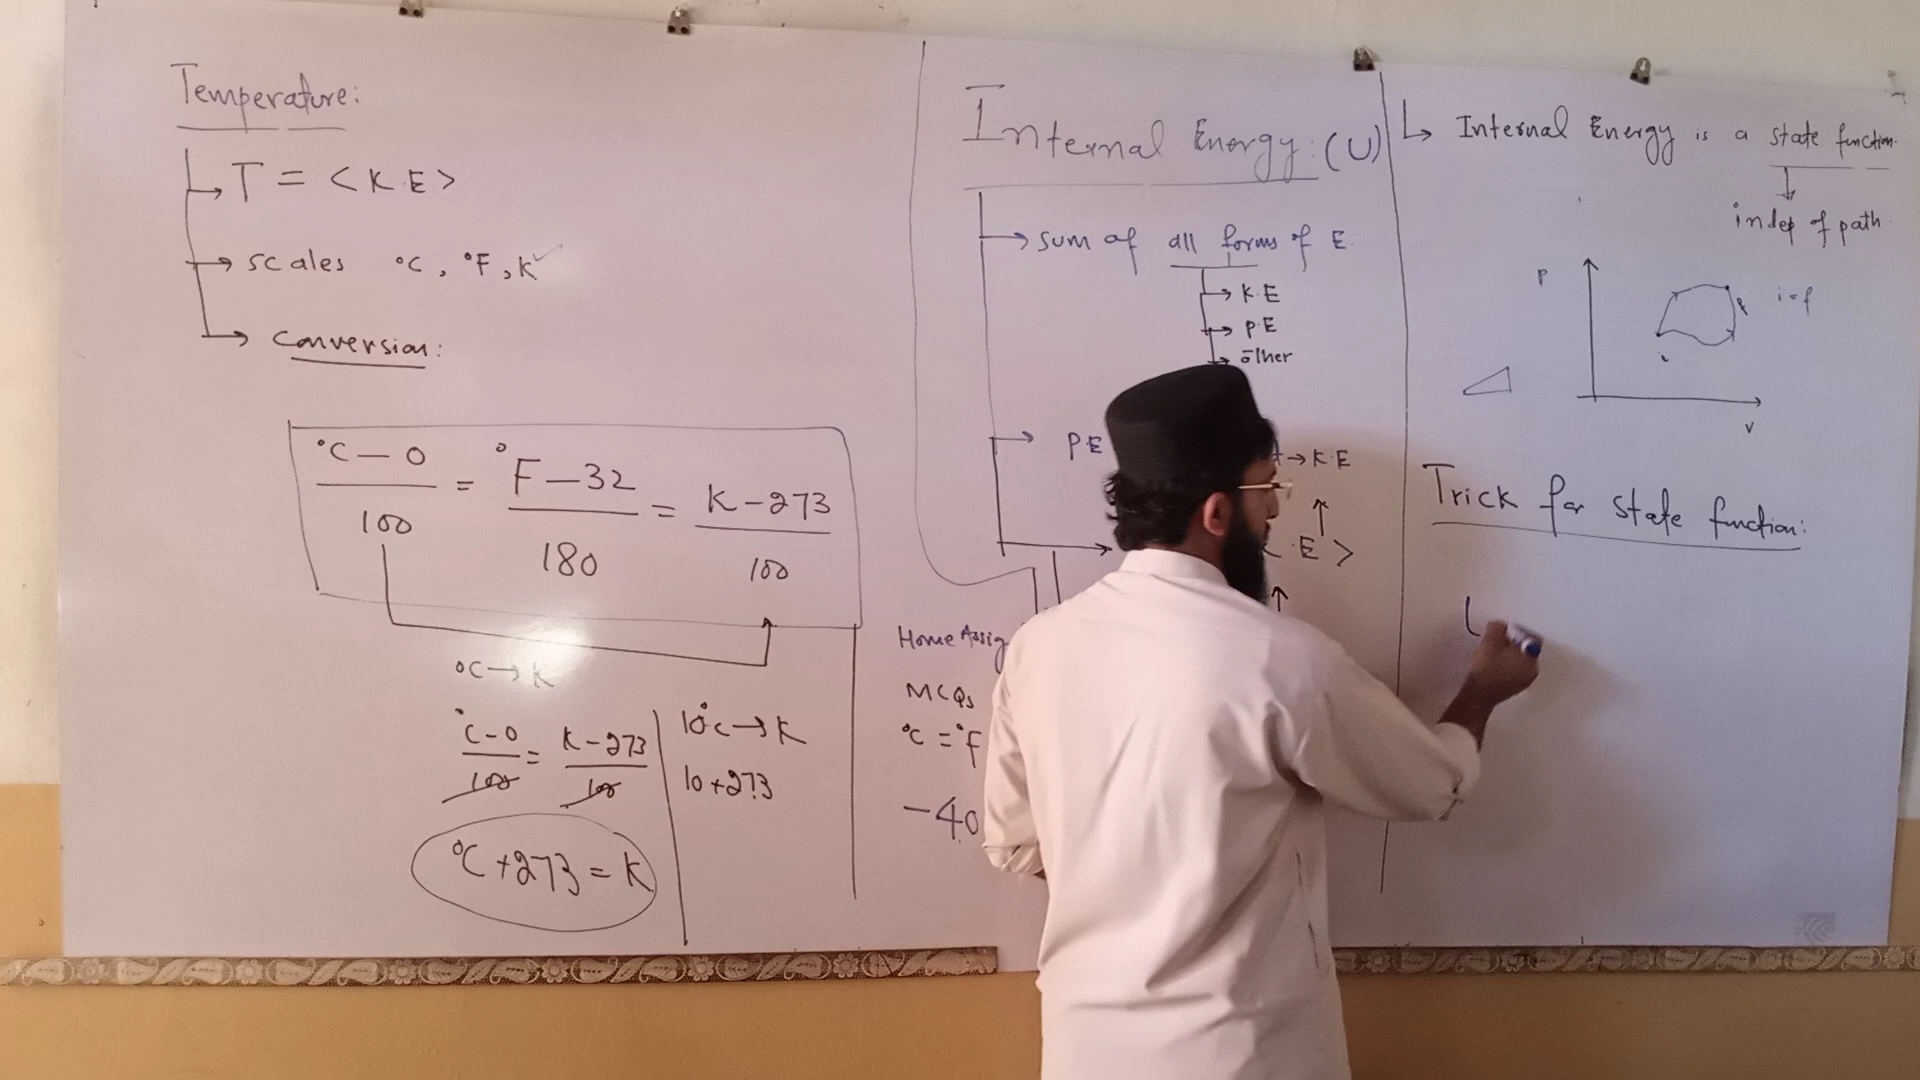 Temperature:
T = <K.E>
scales °C, °F, K
Conversion:
°C - 0 = °F - 32 = K - 273
100 180 100
°C → K
°C - 0 = K - 273
100 100
°C + 273 = K
10°C → K
10 + 273
Internal Energy: (U)
sum of all forms of E.
K.E
P.E
other
P.E
→ K.E
.E >
Home Assig
MCQs
°C = °F
-40
Internal Energy is a state function.
indep of path.
P
i
f
i = f
V
Trick for state function: